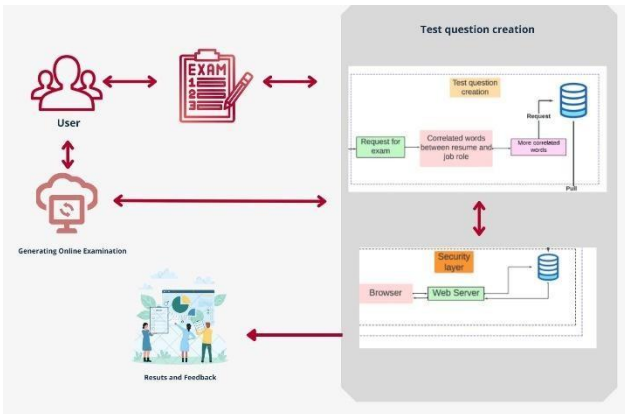 Test question creation
EXAM
1
2
3
User
Test question
creation
Request
Request for
exam
Correlated words
between resume and
job role
More correlated
words
Pull
Generating Online Examination
Security
layer
Browser
Web Server
Resuts and Feedback